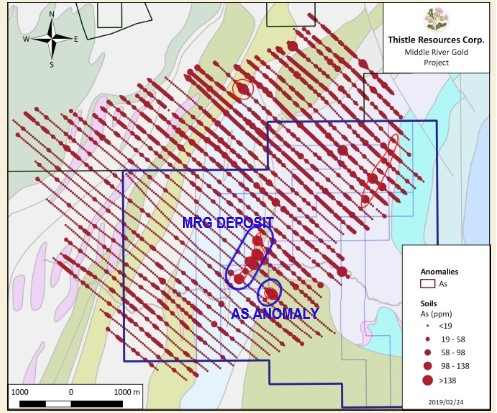 N
W E
S
Thistle Resources Corp.
Middle River Gold
Project
MRG DEPOSIT
AS ANOMALY
Anomalies
As
Soils
As (ppm)
<19
19 - 58
58 - 98
98 - 138
>138
1000 0 1000 m
2019/02/24